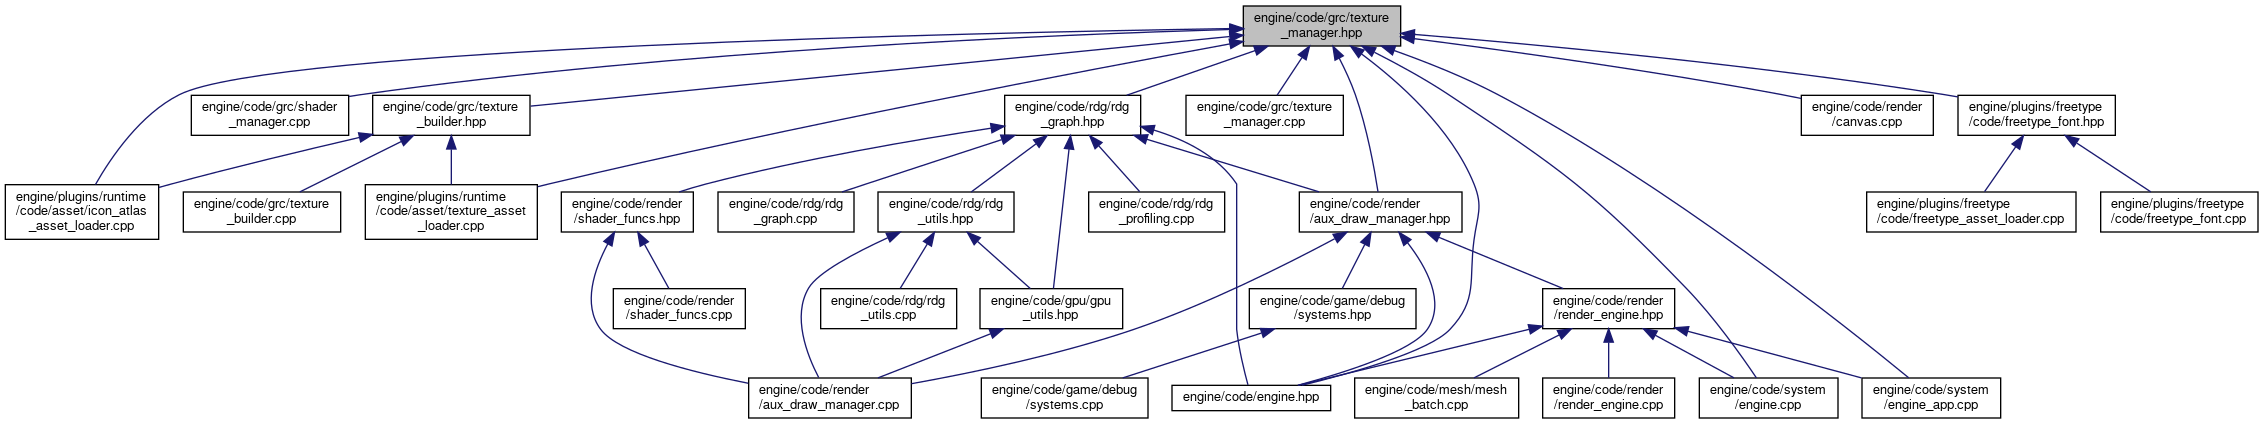 engine/code/grc/texture
_manager.hpp
engine/code/grc/shader
_manager.cpp
engine/code/grc/texture
_builder.hpp
engine/code/rdg/rdg
_graph.hpp
engine/code/grc/texture
_manager.cpp
engine/code/render
/canvas.cpp
engine/plugins/freetype
/code/freetype_font.hpp
engine/plugins/runtime
/code/asset/icon_atlas
_asset_loader.cpp
engine/code/grc/texture
_builder.cpp
engine/plugins/runtime
/code/asset/texture_asset
_loader.cpp
engine/code/render
/shader_funcs.hpp
engine/code/rdg/rdg
_graph.cpp
engine/code/rdg/rdg
_utils.hpp
engine/code/rdg/rdg
_profiling.cpp
engine/code/render
/aux_draw_manager.hpp
engine/plugins/freetype
/code/freetype_asset_loader.cpp
engine/plugins/freetype
/code/freetype_font.cpp
engine/code/render
/shader_funcs.cpp
engine/code/rdg/rdg
_utils.cpp
engine/code/gpu/gpu
_utils.hpp
engine/code/game/debug
/systems.hpp
engine/code/render
/render_engine.hpp
engine/code/render
/aux_draw_manager.cpp
engine/code/game/debug
/systems.cpp
engine/code/engine.hpp
engine/code/mesh/mesh
_batch.cpp
engine/code/render
/render_engine.cpp
engine/code/system
/engine.cpp
engine/code/system
/engine_app.cpp